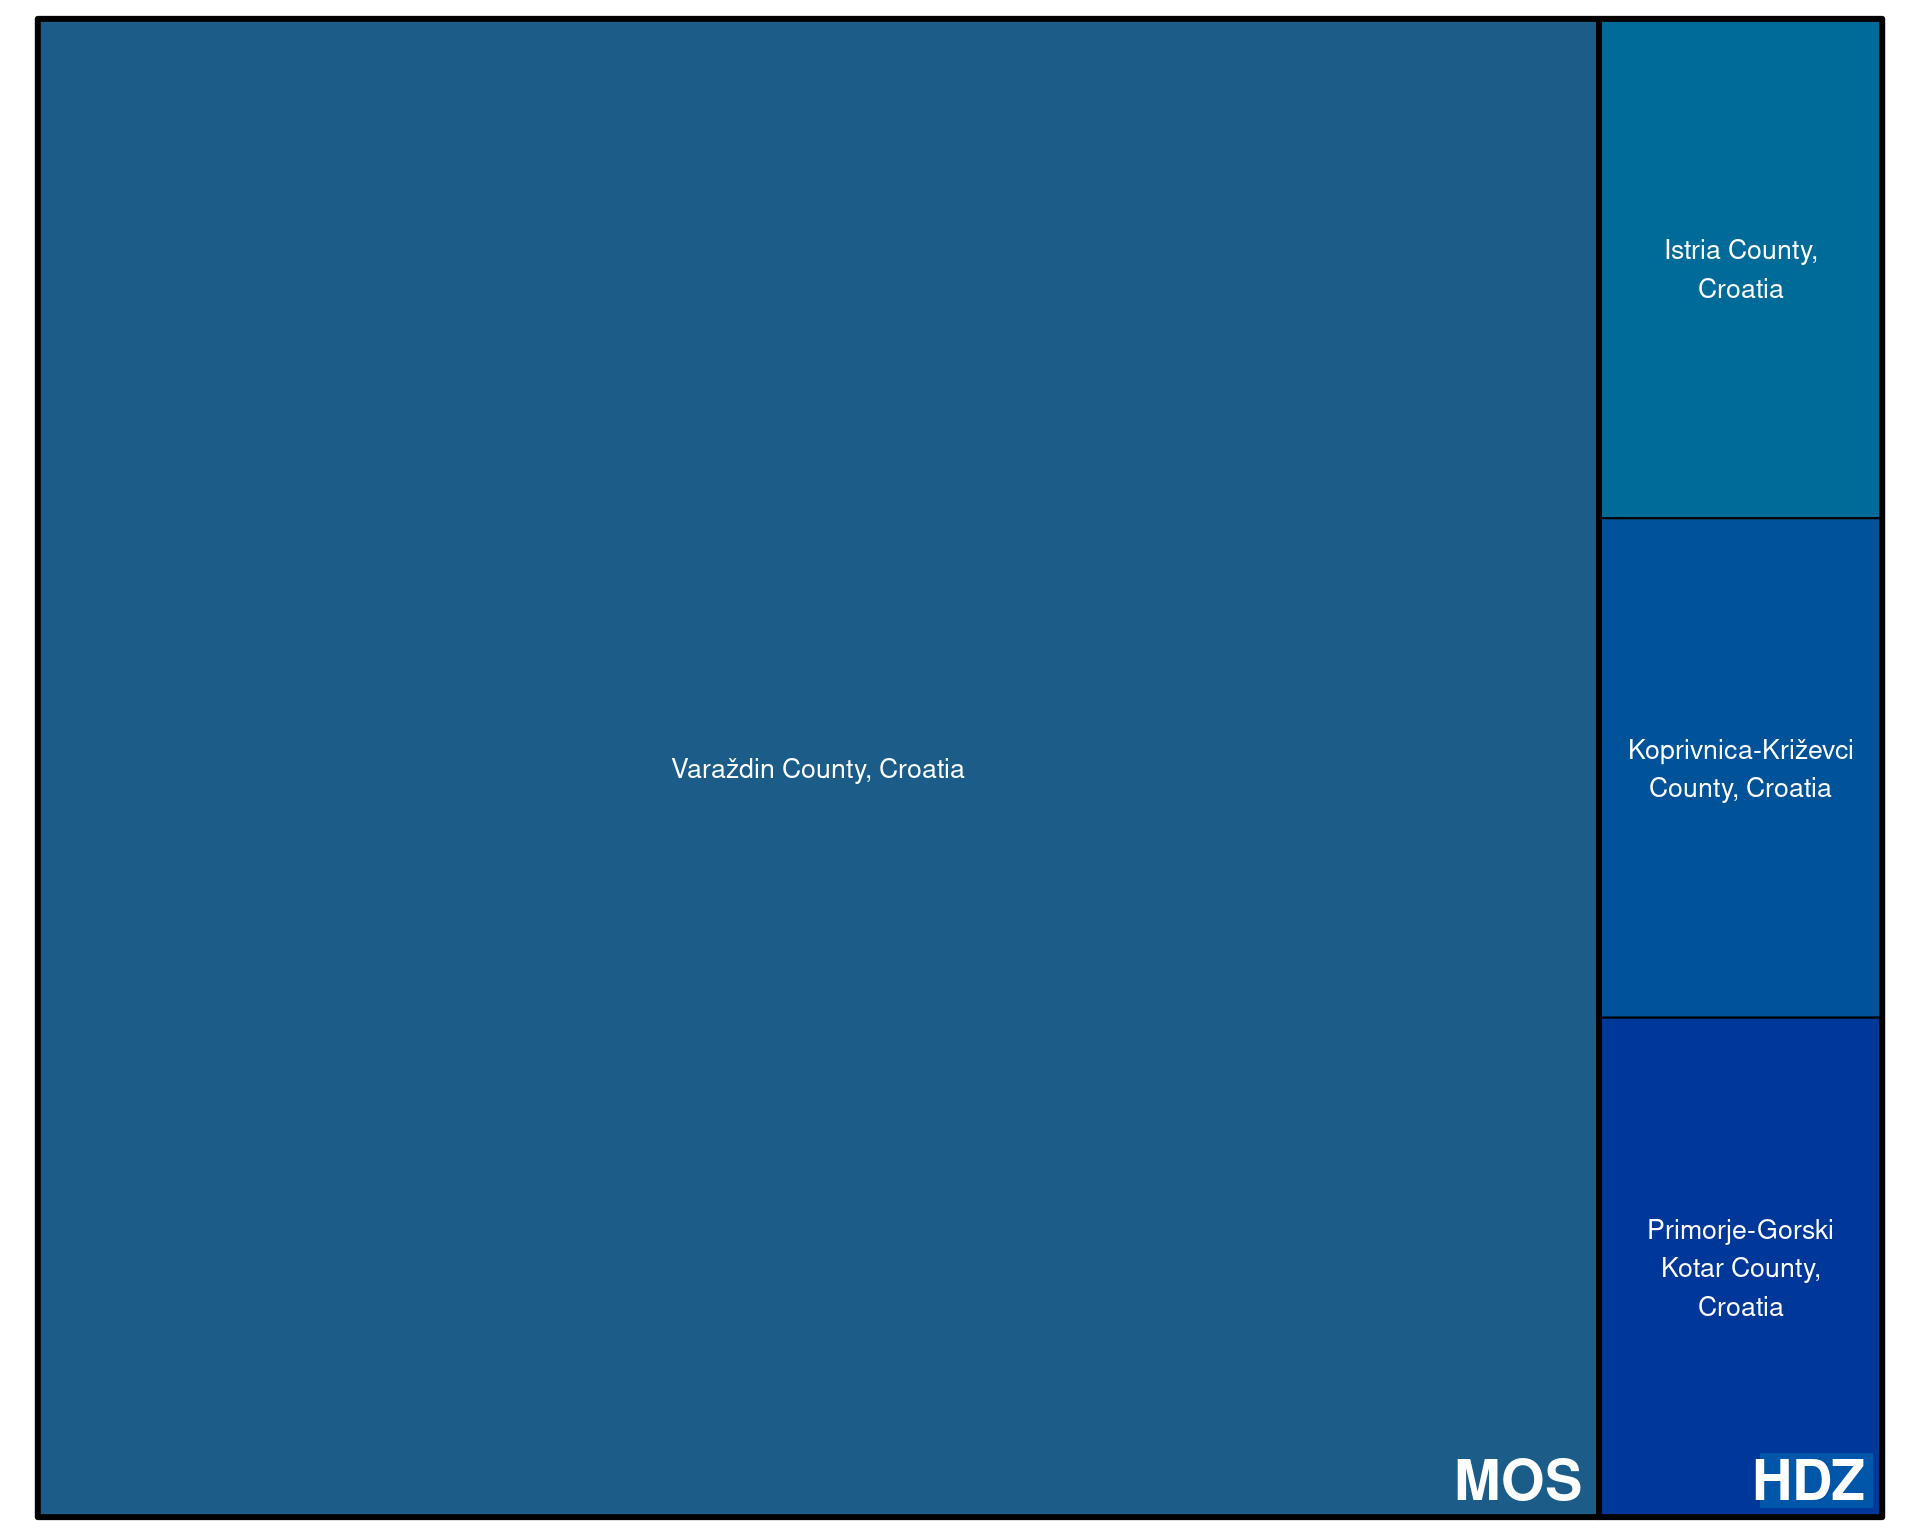 Varaždin County, Croatia
MOS
Istria County,
Croatia
Koprivnica-Križevci
County, Croatia
Primorje-Gorski
Kotar County,
Croatia
HDZ